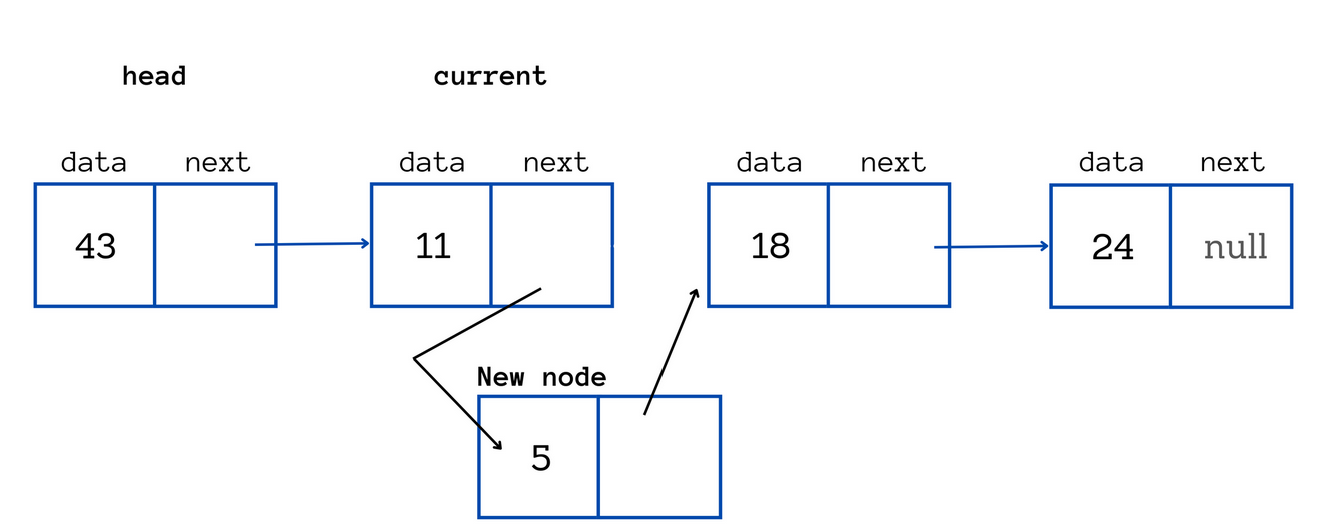 head current
data next data next data next data next
43 11 18 24 null
New node
5